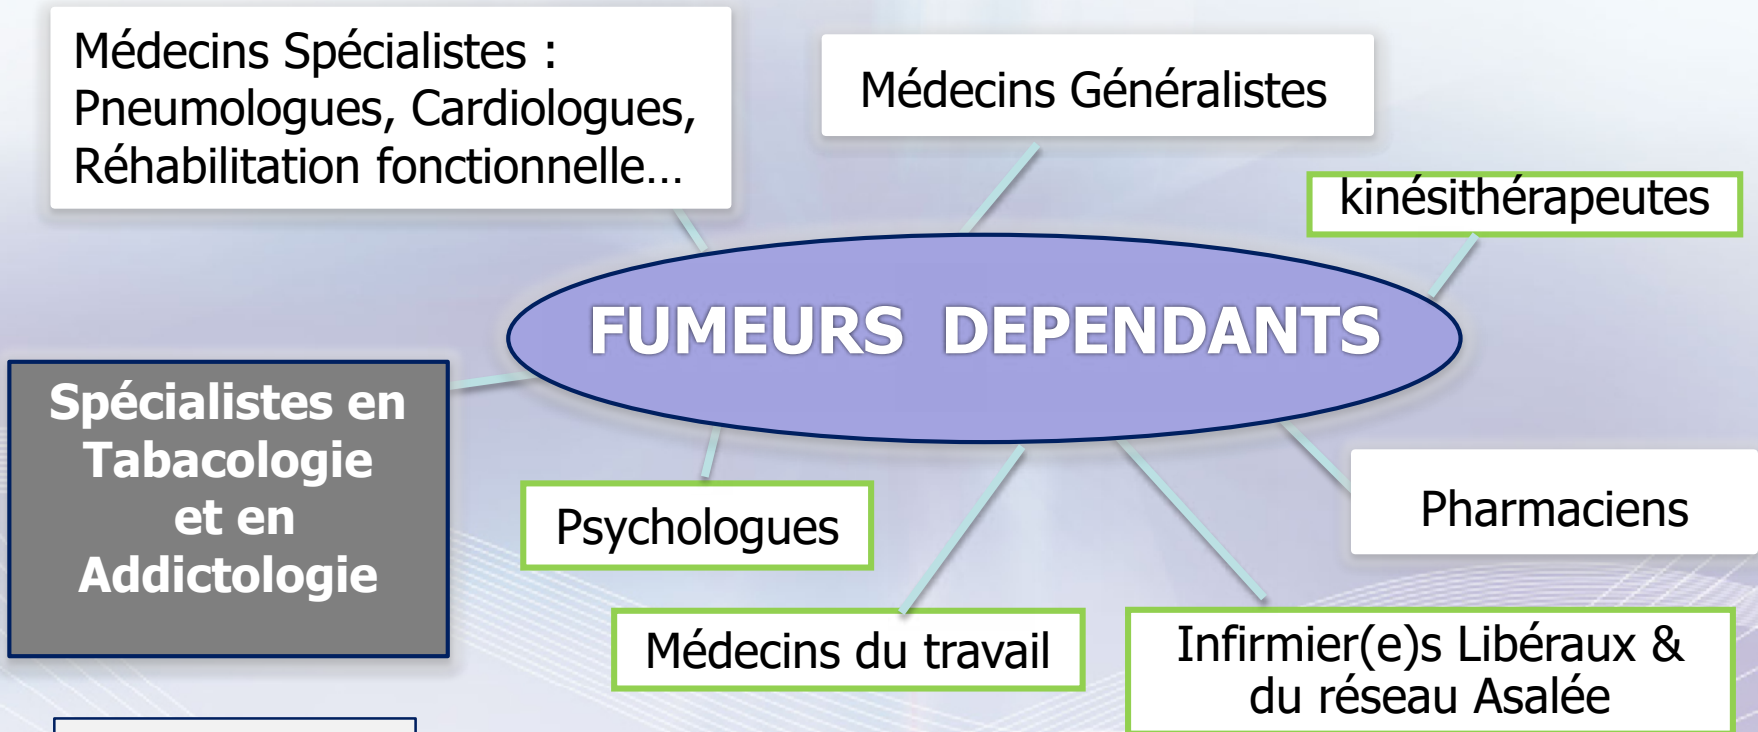 Médecins Spécialistes :
Pneumologues, Cardiologues,
Réhabilitation fonctionnelle…
Médecins Généralistes
kinésithérapeutes
FUMEURS DEPENDANTS
Spécialistes en
Tabacologie
et en
Addictologie
Psychologues
Pharmaciens
Médecins du travail
Infirmier(e)s Libéraux &
du réseau Asalée